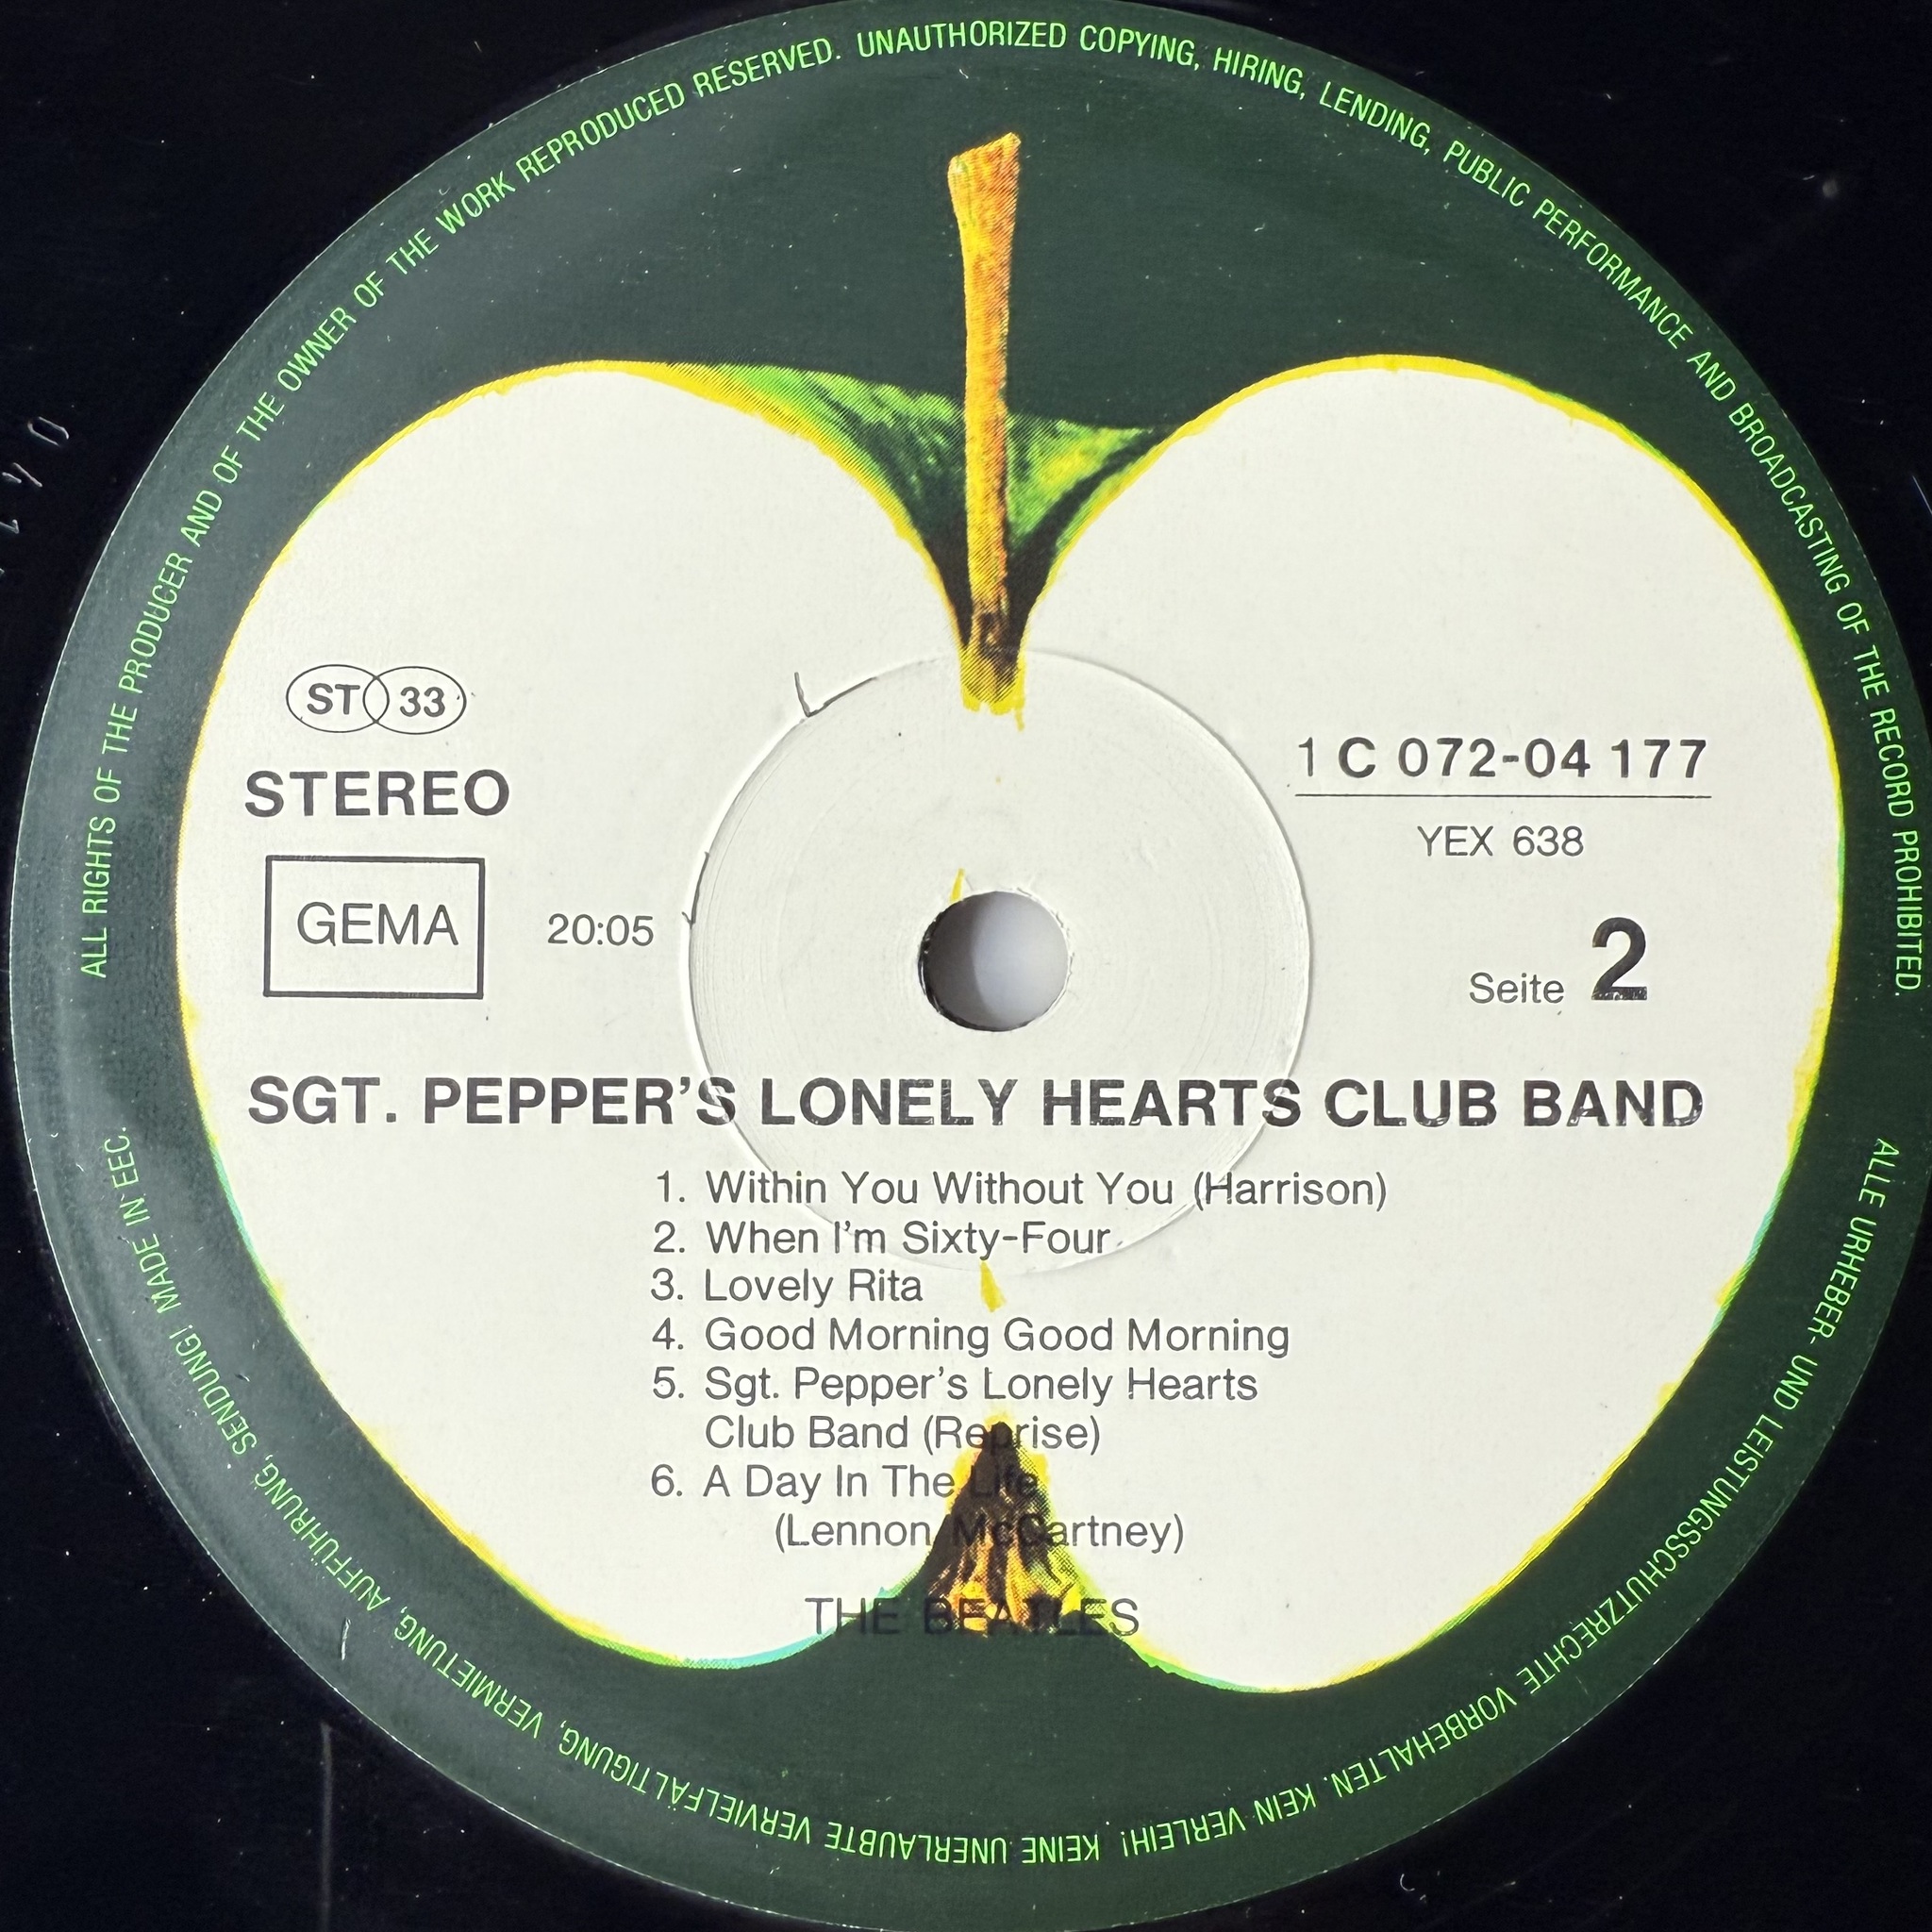 ALL RIGHTS OF THE PRODUCER AND OF THE OWNER OF THE WORK REPRODUCED RESERVED. UNAUTHORIZED COPYING, HIRING, LENDING, PUBLIC PERFORMANCE AND BROADCASTING OF THE RECORD PROHIBITED.
ST 33
STEREO
GEMA
20:05
1 C 072-04 177
YEX 638
Seite 2
SGT. PEPPER’S LONELY HEARTS CLUB BAND
1. Within You Without You (Harrison)
2. When I’m Sixty-Four
3. Lovely Rita
4. Good Morning Good Morning
5. Sgt. Pepper’s Lonely Hearts
Club Band (Reprise)
6. A Day In The Life
(Lennon McCartney)
THE BEATLES
ALLE URHEBER- UND LEISTUNGSSCHUTZRECHTE VORBEHALTEN. KEIN VERLEIH! KEINE UNERLAUBTE VERVIELFÄLTIGUNG, VERMIETUNG, AUFFÜHRUNG, SENDUNG! MADE IN EEC.